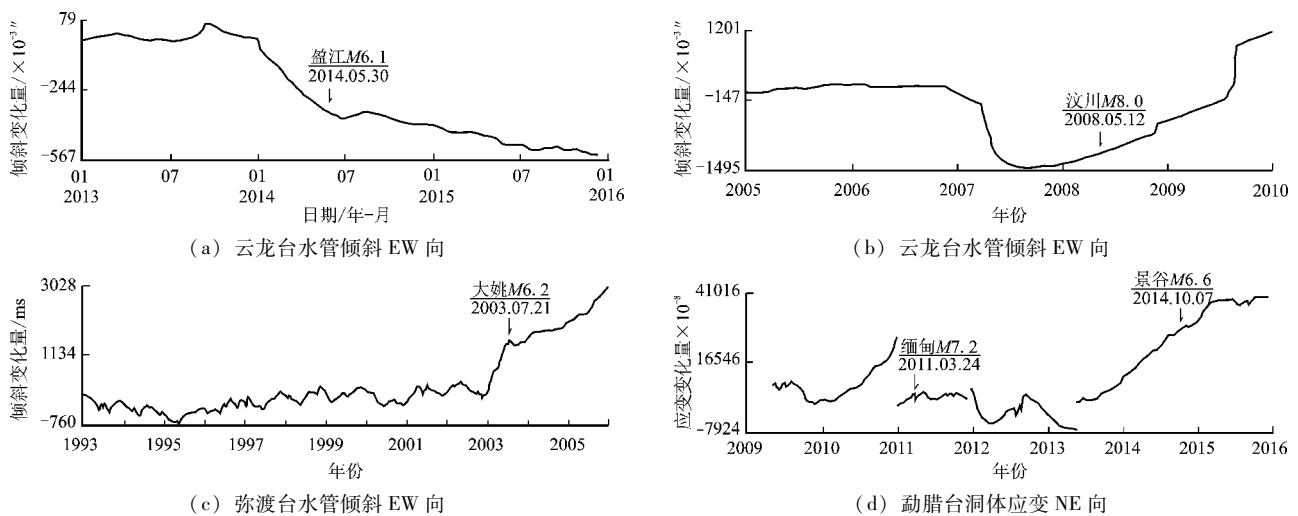 79
-244
-567
倾斜变化量/×10⁻³″
盈江M6.1
2014.05.30
01 07 01 07 01 07 01
2013 2014 2015 2016
日期/年-月
(a) 云龙台水管倾斜 EW 向
1201
-147
-1495
倾斜变化量/×10⁻³″
汶川M8.0
2008.05.12
2005 2006 2007 2008 2009 2010
年份
(b) 云龙台水管倾斜 EW 向
3028
1134
-760
倾斜变化量/ms
大姚M6.2
2003.07.21
1993 1995 1997 1999 2001 2003 2005
年份
(c) 弥渡台水管倾斜 EW 向
41016
16546
-7924
应变变化量×10⁻⁸
缅甸M7.2
2011.03.24
景谷M6.6
2014.10.07
2009 2010 2011 2012 2013 2014 2015 2016
年份
(d) 勐腊台洞体应变 NE 向